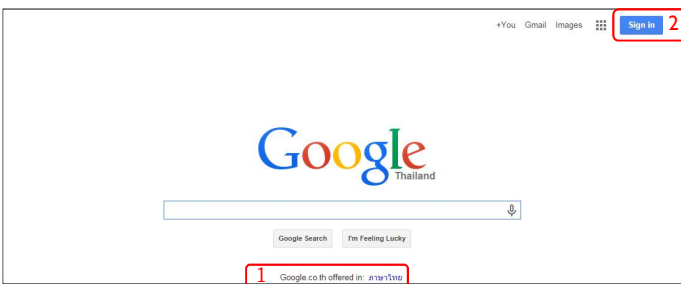 +You Gmail Images Sign in 2
Google
Thailand
Google Search I'm Feeling Lucky
1 Google.co.th offered in: ภาษาไทย